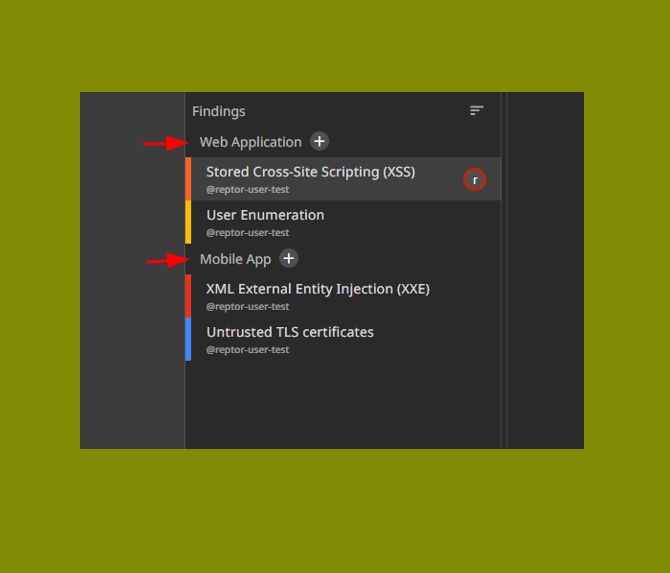 Findings
Web Application
Stored Cross-Site Scripting (XSS)
@reptor-user-test
r
User Enumeration
@reptor-user-test
Mobile App
XML External Entity Injection (XXE)
@reptor-user-test
Untrusted TLS certificates
@reptor-user-test